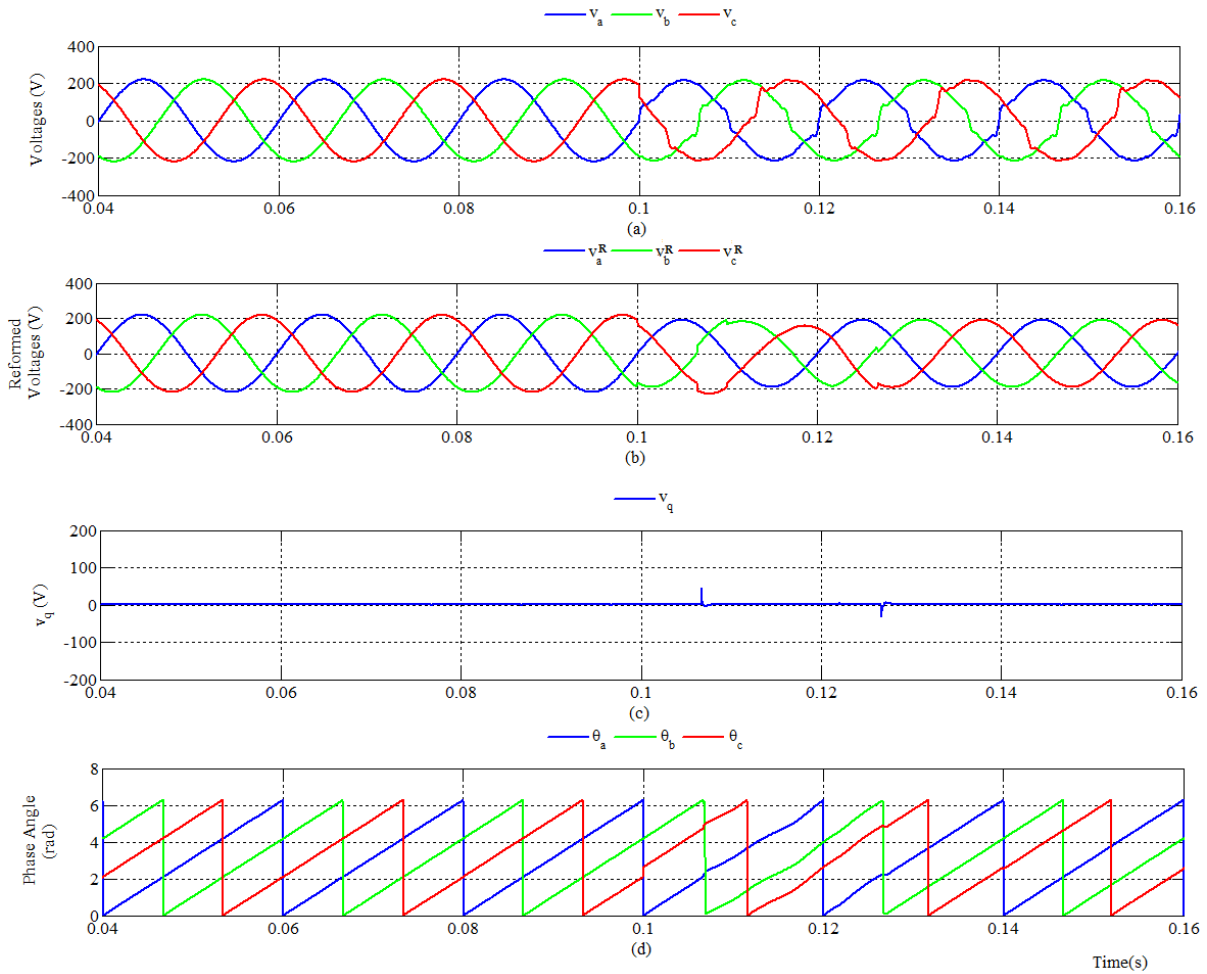 v_a v_b v_c
Voltages (V)
400
200
0
-200
-400
0.04 0.06 0.08 0.1 0.12 0.14 0.16
(a)
v_a^R v_b^R v_c^R
Reformed
Voltages (V)
400
200
0
-200
-400
0.04 0.06 0.08 0.1 0.12 0.14 0.16
(b)
v_q
v_q (V)
200
100
0
-100
-200
0.04 0.06 0.08 0.1 0.12 0.14 0.16
(c)
θ_a θ_b θ_c
Phase Angle
(rad)
8
6
4
2
0
0.04 0.06 0.08 0.1 0.12 0.14 0.16
(d)
Time(s)